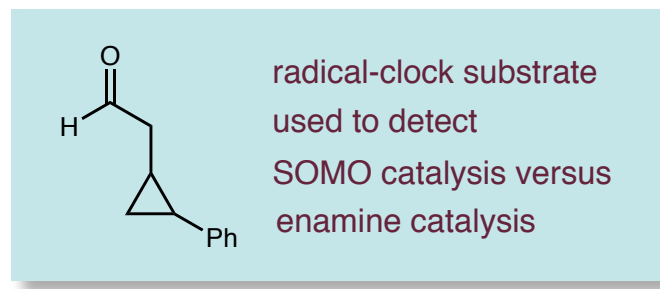 O
H
Ph
radical-clock substrate
used to detect
SOMO catalysis versus
enamine catalysis